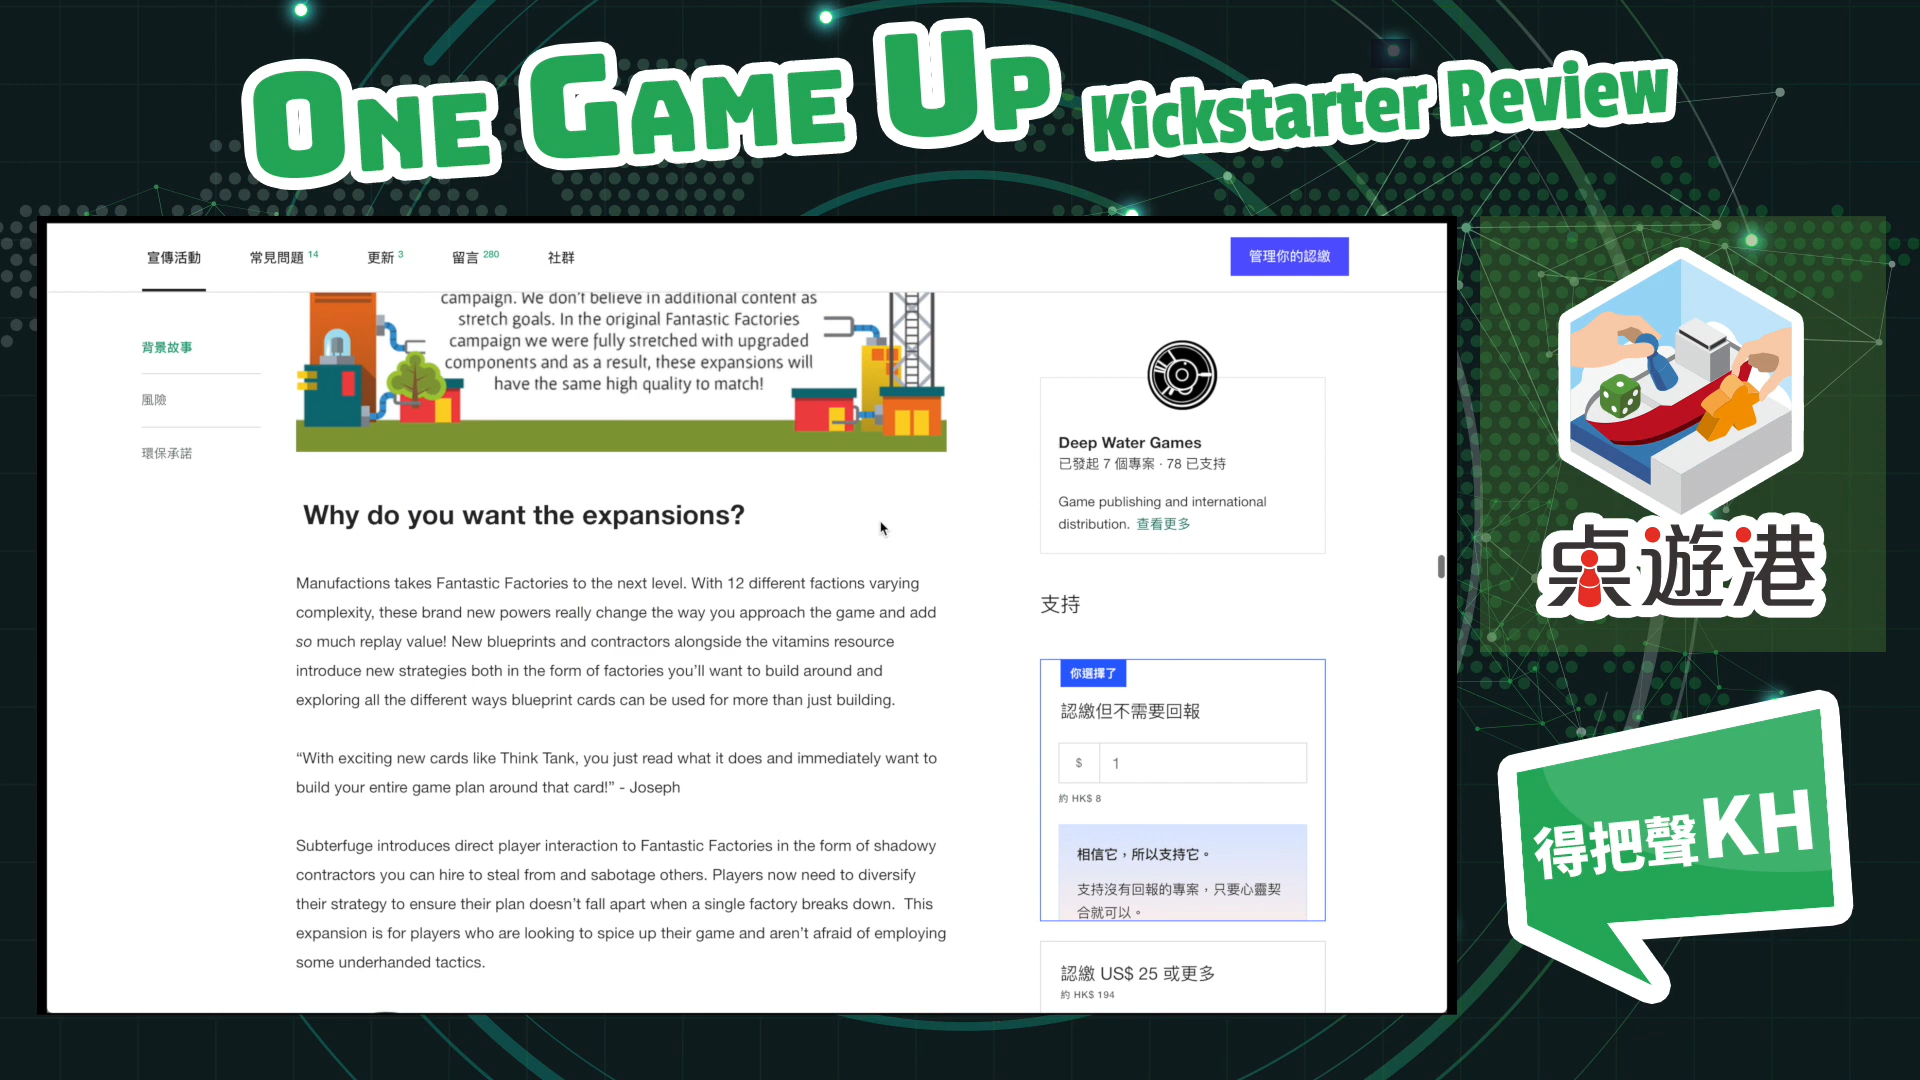 ONE GAME UP Kickstarter Review
宣傳活動
常見問題 14
更新 3
留言 280
社群
管理你的認繳
背景故事
風險
環保承諾
campaign. We don't believe in additional content as
stretch goals. In the original Fantastic Factories
campaign we were fully stretched with upgraded
components and as a result, these expansions will
have the same high quality to match!
Why do you want the expansions?
Manufactions takes Fantastic Factories to the next level. With 12 different factions varying
complexity, these brand new powers really change the way you approach the game and add
so much replay value! New blueprints and contractors alongside the vitamins resource
introduce new strategies both in the form of factories you'll want to build around and
exploring all the different ways blueprint cards can be used for more than just building.
“With exciting new cards like Think Tank, you just read what it does and immediately want to
build your entire game plan around that card!” - Joseph
Subterfuge introduces direct player interaction to Fantastic Factories in the form of shadowy
contractors you can hire to steal from and sabotage others. Players now need to diversify
their strategy to ensure their plan doesn't fall apart when a single factory breaks down.  This
expansion is for players who are looking to spice up their game and aren't afraid of employing
some underhanded tactics.
Deep Water Games
已發起 7 個專案 · 78 已支持
Game publishing and international
distribution. 查看更多
支持
你選擇了
認繳但不需要回報
$ 1
約 HK$ 8
相信它，所以支持它。
支持沒有回報的專案，只要心靈契
合就可以。
認繳 US$ 25 或更多
約 HK$ 194
桌遊港
得把聲KH